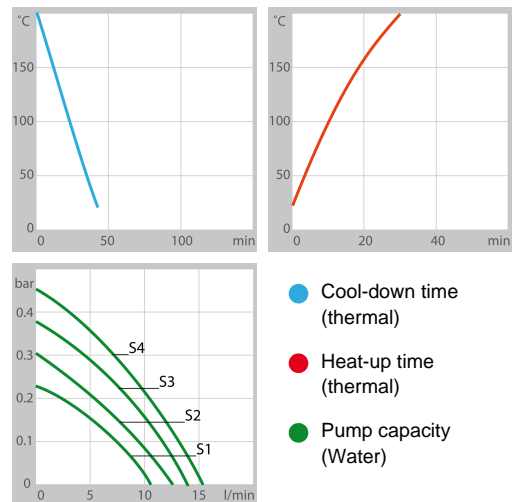 °C
150
100
50
0
0 50 100 min
°C
150
100
50
0
0 20 40 min
bar
0.4
0.3
0.2
0.1
0
0 5 10 15 l/min
S4
S3
S2
S1
Cool-down time
(thermal)
Heat-up time
(thermal)
Pump capacity
(Water)